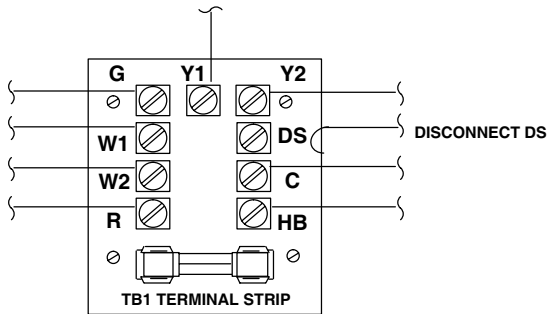 G Y1 Y2
W1 DS DISCONNECT DS
W2 C
R HB
TB1 TERMINAL STRIP